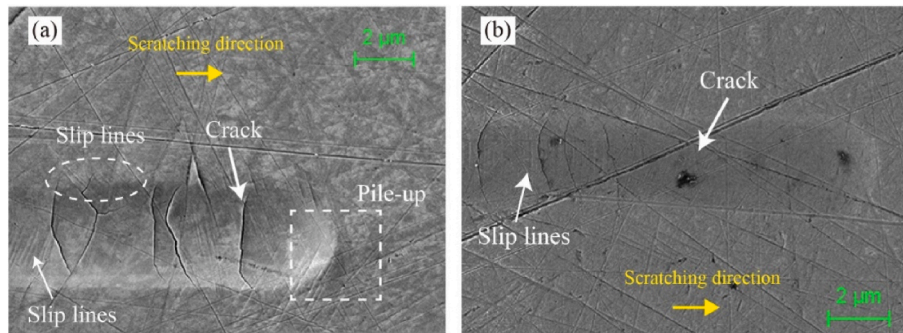 (a)
Scratching direction
2 μm
Slip lines
Crack
Pile-up
Slip lines
(b)
Crack
Slip lines
Scratching direction
2 μm